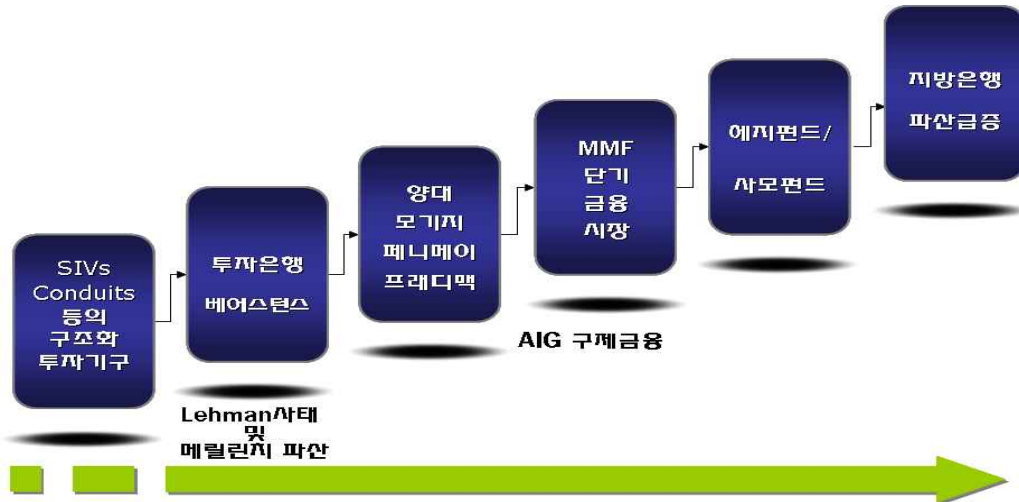 SIVs
Conduits
등의
구조화
투자기구
투자은행
베어스턴스
Lehman사태
및
메릴린치 파산
양대
모기지
페니메이
프래디맥
MMF
단기
금융
시장
AIG 구제금융
헤지펀드/
사모펀드
지방은행
파산급증